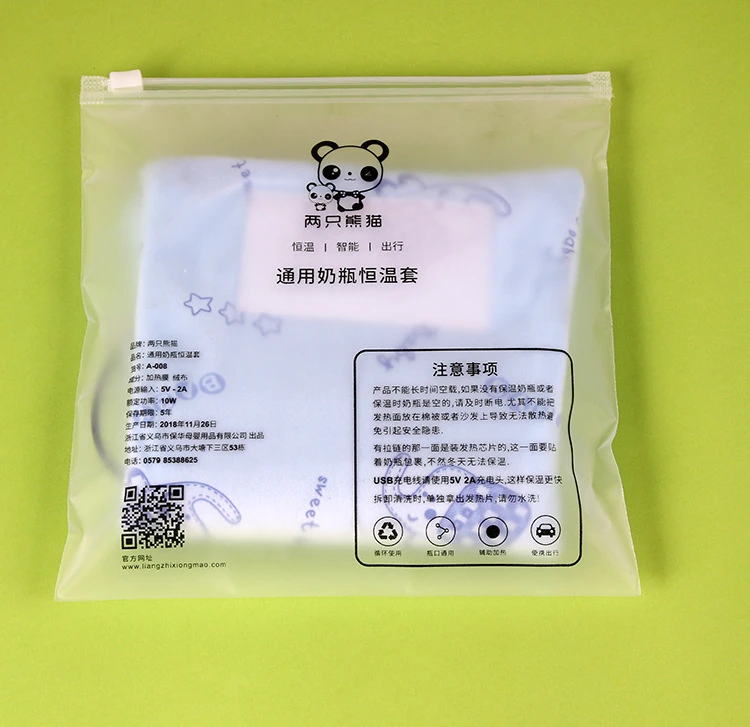 两只熊猫
恒温 | 智能 | 出行
通用奶瓶恒温套
sweet
品牌：两只熊猫
品名：通用奶瓶恒温套
货号：A-008
成分：加热膜 绒布
电源输入：5V - 2A
额定功率：10W
保存期限：5年
生产日期：2018年11月26日
浙江省义乌市保华母婴用品有限公司 出品
地址：浙江省义乌市大塘下三区53栋
电话：0579 85388625
官方网址
www.liangzhixiongmao.com
sweet
注意事项
产品不能长时间空载,如果没有保温奶瓶或者
保温时奶瓶是空的,请及时断电.尤其不能把
发热面放在棉被或者沙发上导致无法散热避
免引起安全隐患.
有拉链的那一面是装发热芯片的,这一面要贴
着奶瓶包裹,不然冬天无法保温.
USB充电线请使用5V 2A充电头,这样保温更快
拆卸清洗时,单独拿出发热片,请勿水洗!
循环使用 瓶口通用 辅助加热 便携出行